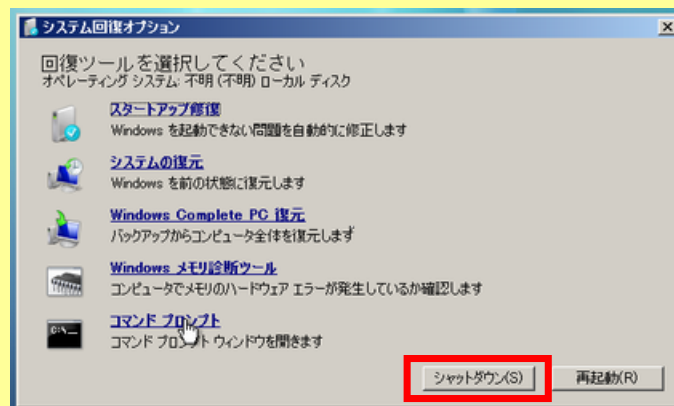 システム回復オプション
回復ツールを選択してください
オペレーティング システム: 不明 (不明) ローカル ディスク
スタートアップ修復
Windows を起動できない問題を自動的に修正します
システムの復元
Windows を前の状態に復元します
Windows Complete PC 復元
バックアップからコンピュータ全体を復元します
Windows メモリ診断ツール
コンピュータでメモリのハードウェア エラーが発生しているか確認します
C:\_
コマンド プロンプト
コマンド プロンプト ウィンドウを開きます
シャットダウン(S)
再起動(R)